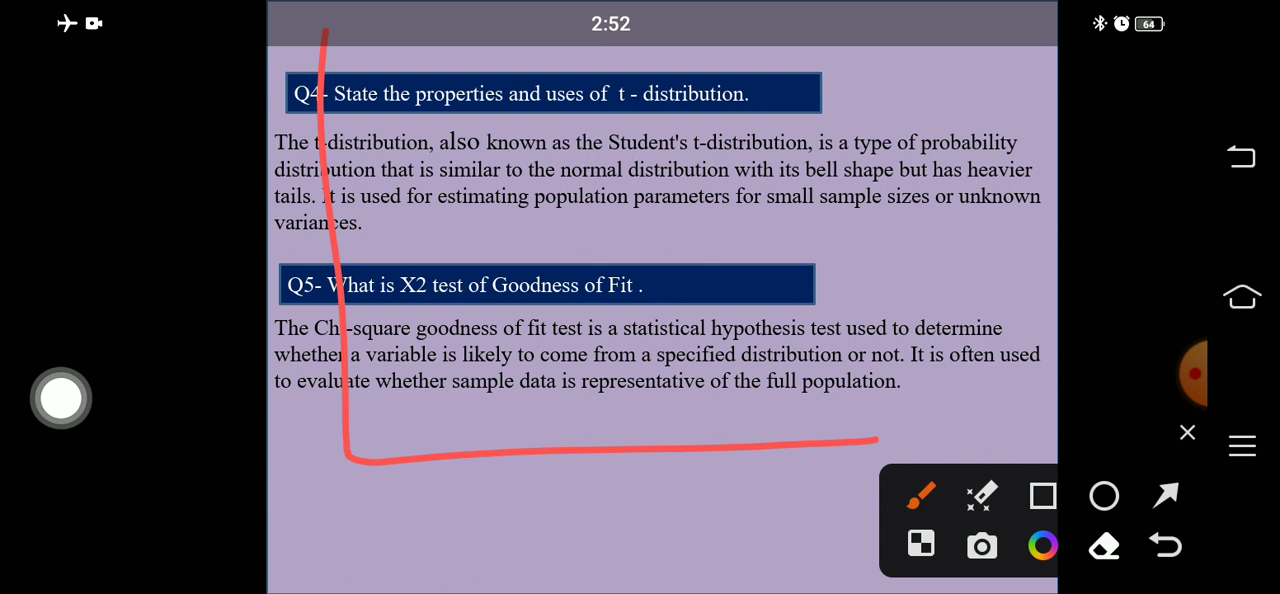 2:52
64
Q4- State the properties and uses of t - distribution.
The t-distribution, also known as the Student's t-distribution, is a type of probability
distribution that is similar to the normal distribution with its bell shape but has heavier
tails. It is used for estimating population parameters for small sample sizes or unknown
variances.
Q5- What is X2 test of Goodness of Fit .
The Chi-square goodness of fit test is a statistical hypothesis test used to determine
whether a variable is likely to come from a specified distribution or not. It is often used
to evaluate whether sample data is representative of the full population.